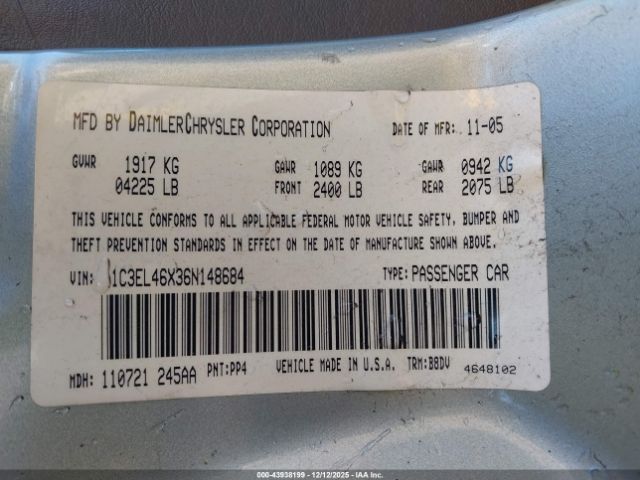 MFD BY DAIMLERCHRYSLER CORPORATION DATE OF MFR: 11-05
GVWR 1917 KG GAWR 1089 KG GAWR 0942 KG
04225 LB FRONT 2400 LB REAR 2075 LB
THIS VEHICLE CONFORMS TO ALL APPLICABLE FEDERAL MOTOR VEHICLE SAFETY, BUMPER AND
THEFT PREVENTION STANDARDS IN EFFECT ON THE DATE OF MANUFACTURE SHOWN ABOVE.
VIN: 1C3EL46X36N148684 TYPE: PASSENGER CAR
MDH: 110721 245AA PNT:PP4 VEHICLE MADE IN U.S.A. TRM:B8DV 4648102
000-43938199 | 12/12/2025 - IAA Inc.